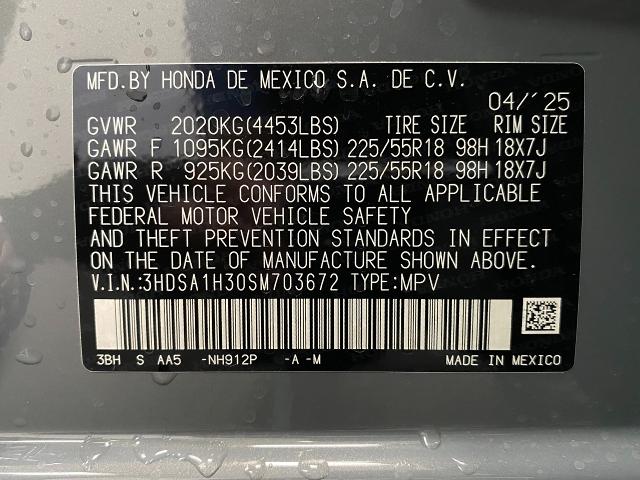 MFD.BY HONDA DE MEXICO S.A. DE C.V.
04/'25
GVWR 2020KG(4453LBS) TIRE SIZE RIM SIZE
GAWR F 1095KG(2414LBS) 225/55R18 98H 18X7J
GAWR R 925KG(2039LBS) 225/55R18 98H 18X7J
THIS VEHICLE CONFORMS TO ALL APPLICABLE
FEDERAL MOTOR VEHICLE SAFETY
AND THEFT PREVENTION STANDARDS IN EFFECT
ON THE DATE OF MANUFACTURE SHOWN ABOVE.
V.I.N.:3HDSA1H30SM703672 TYPE:MPV
3BH S AA5 -NH912P -A -M MADE IN MEXICO